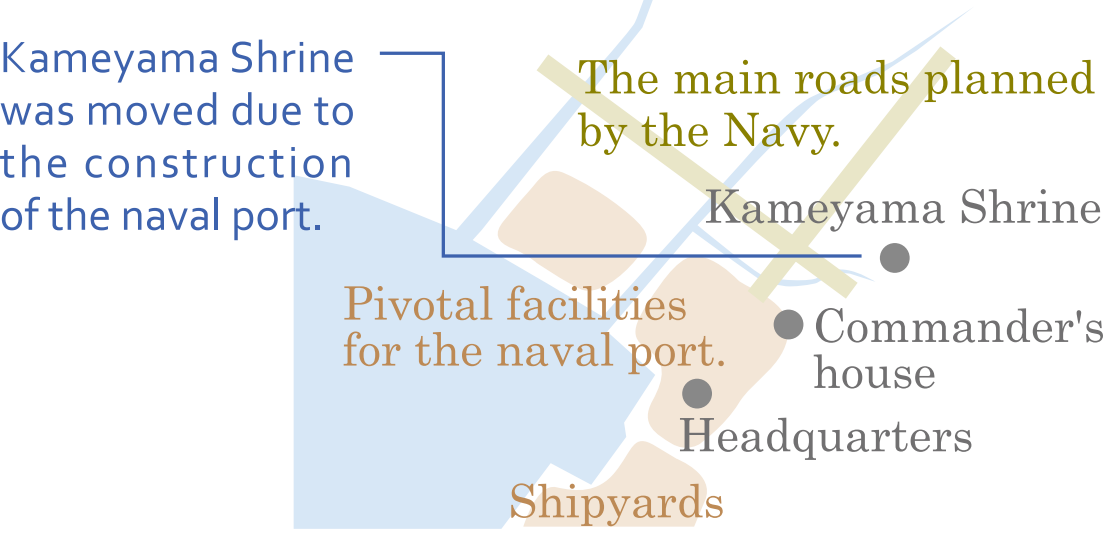 Kameyama Shrine
was moved due to
the construction
of the naval port.
The main roads planned
by the Navy.
Kameyama Shrine
Pivotal facilities
for the naval port.
Commander's
house
Headquarters
Shipyards